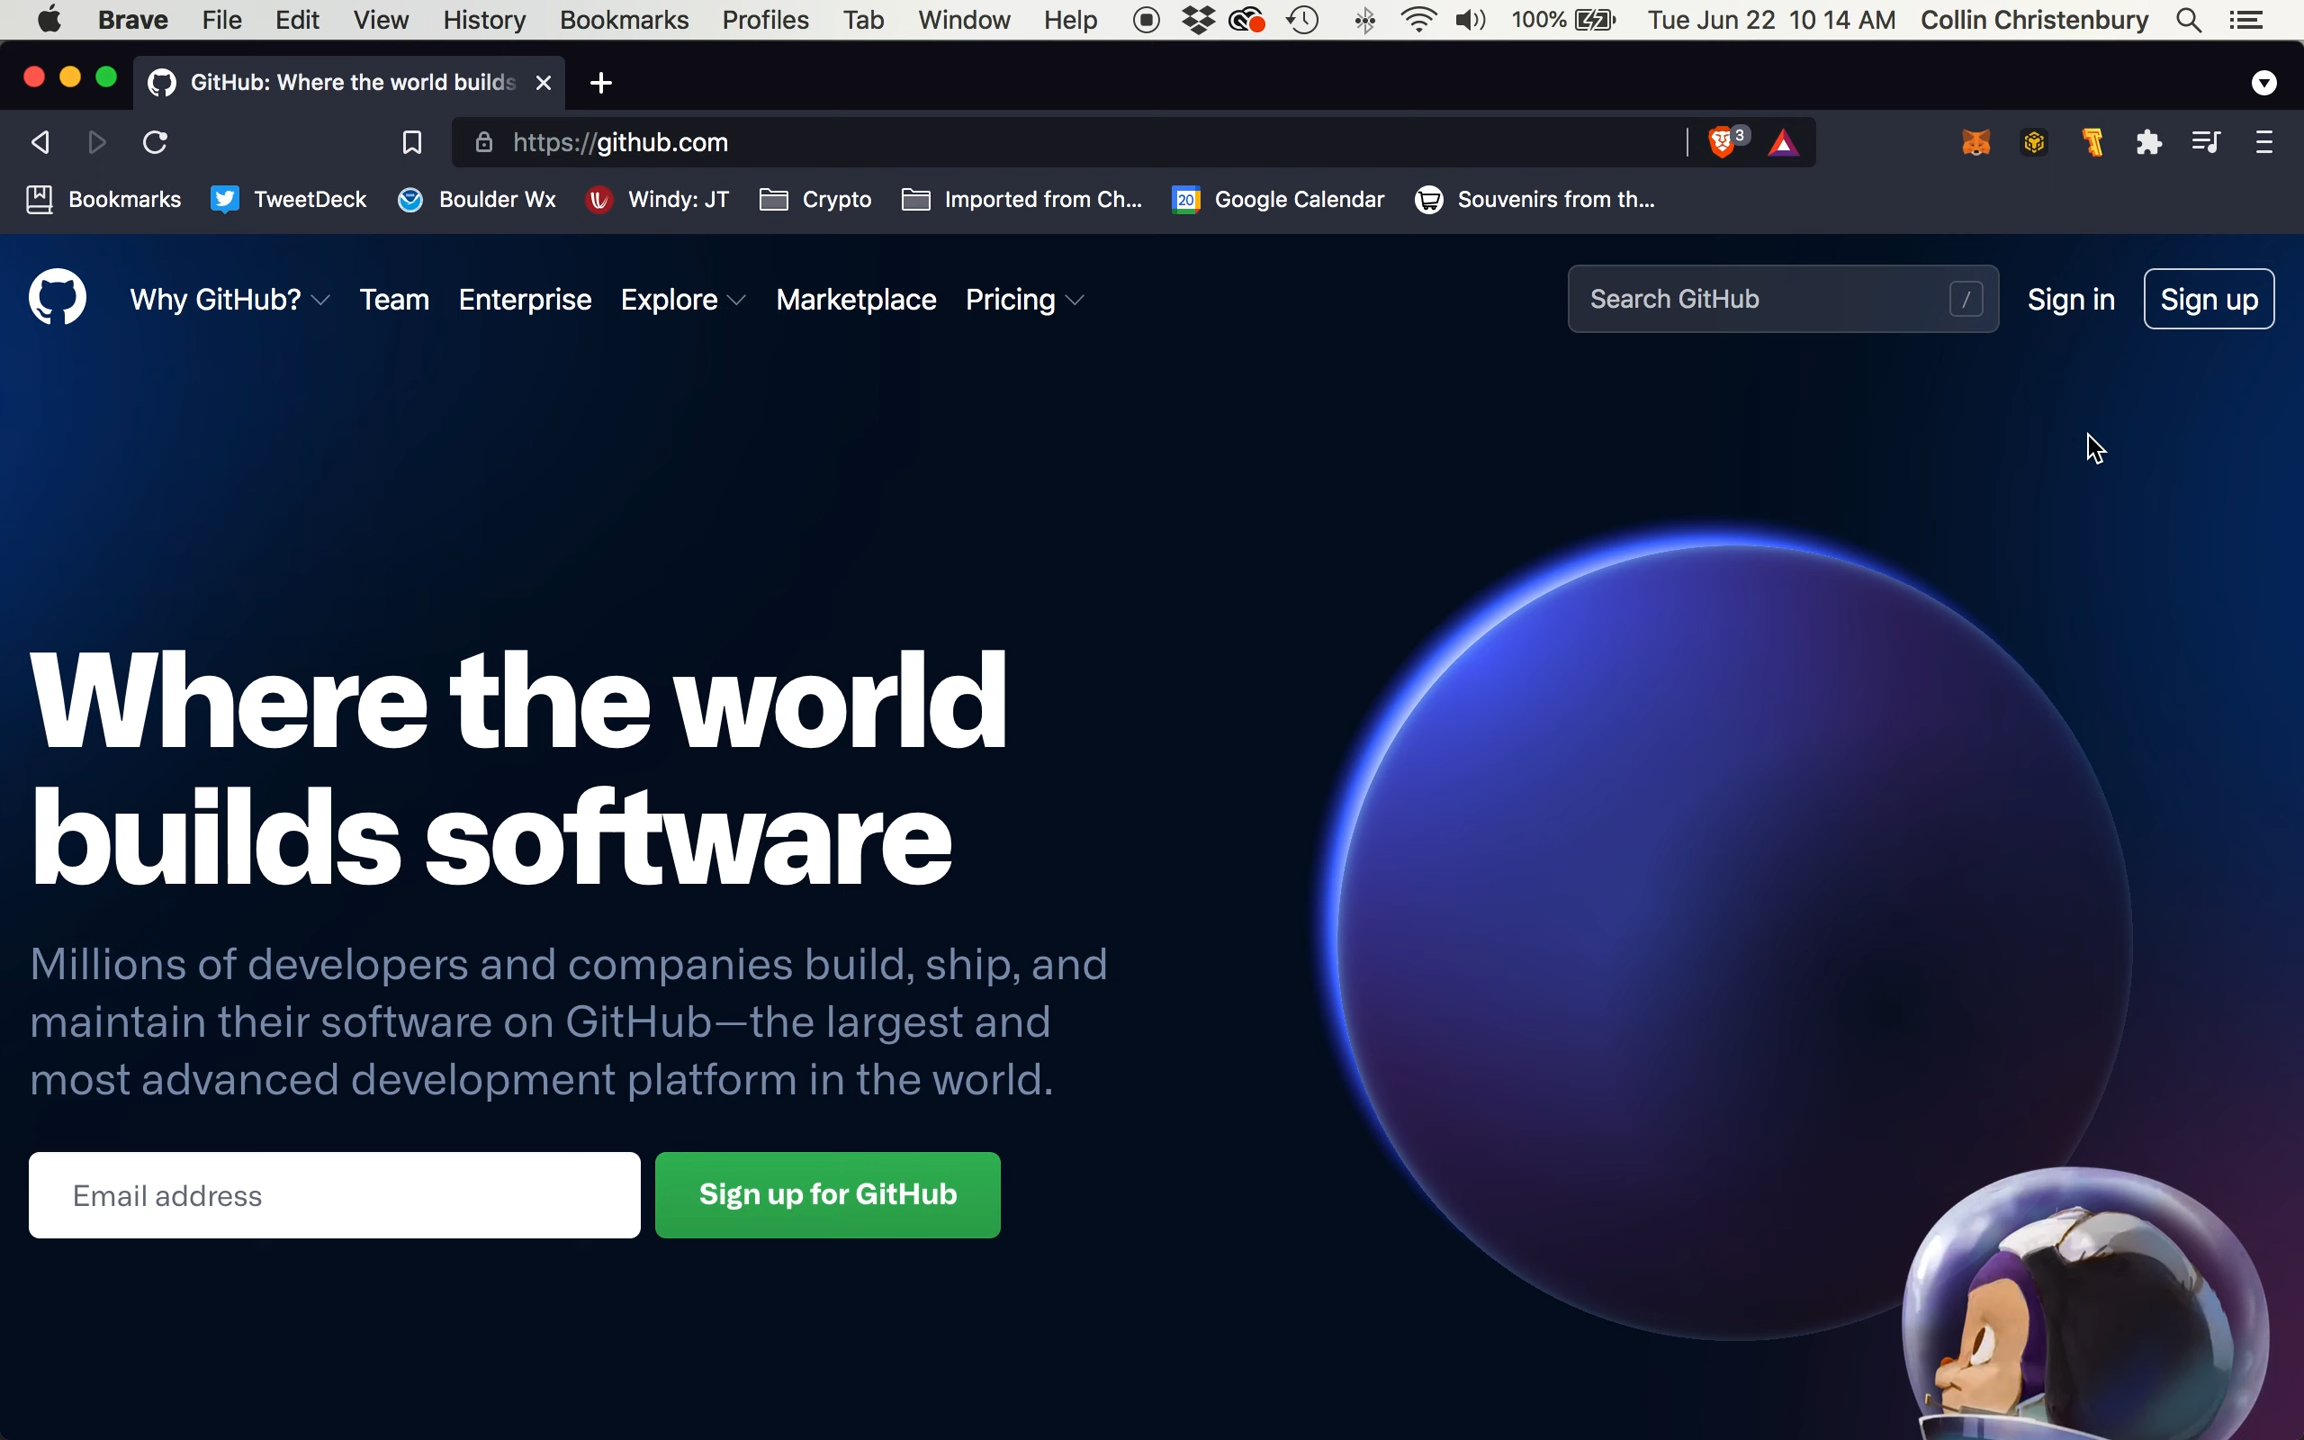 Brave File Edit View History Bookmarks Profiles Tab Window Help 100% Tue Jun 22 10 14 AM Collin Christenbury
GitHub: Where the world builds
https://github.com 3
Bookmarks TweetDeck Boulder Wx Windy: JT Crypto Imported from Ch... 20 Google Calendar Souvenirs from th...
Why GitHub? Team Enterprise Explore Marketplace Pricing Search GitHub / Sign in Sign up
Where the world
builds software
Millions of developers and companies build, ship, and
maintain their software on GitHub—the largest and
most advanced development platform in the world.
Email address Sign up for GitHub